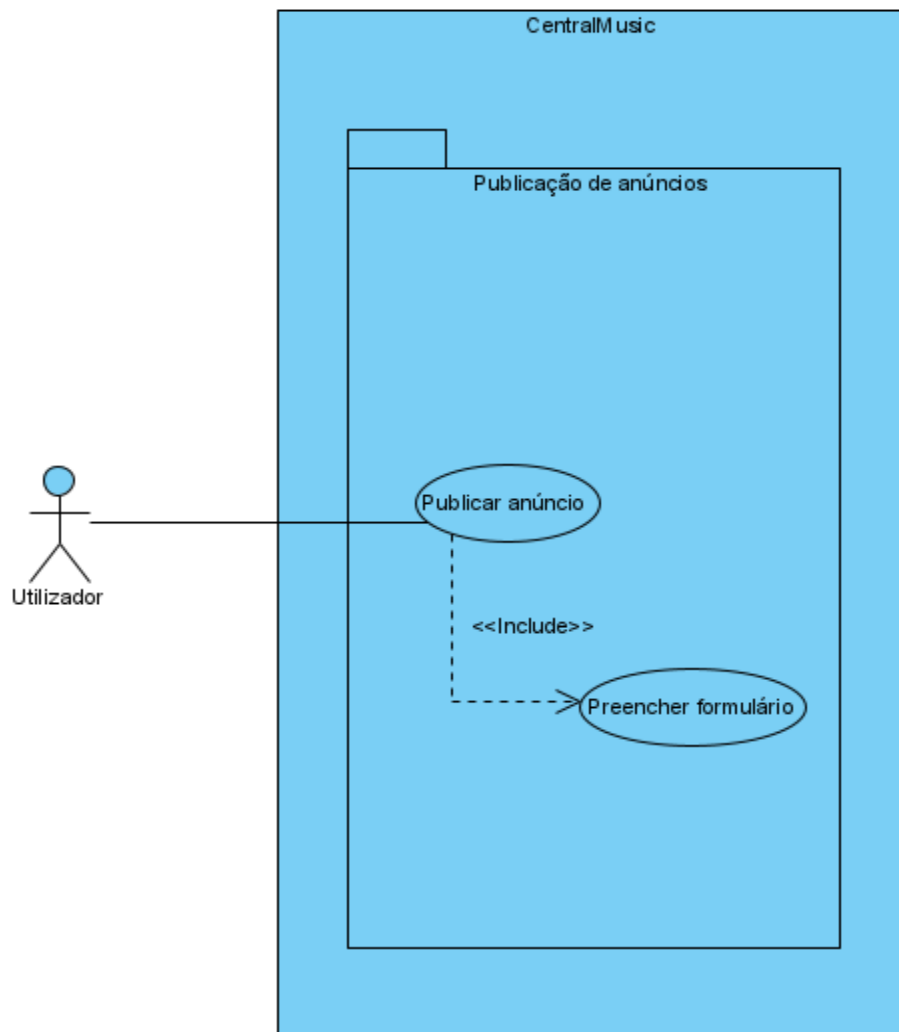 CentralMusic
Publicação de anúncios
Publicar anúncio
Utilizador
<<Include>>
Preencher formulário